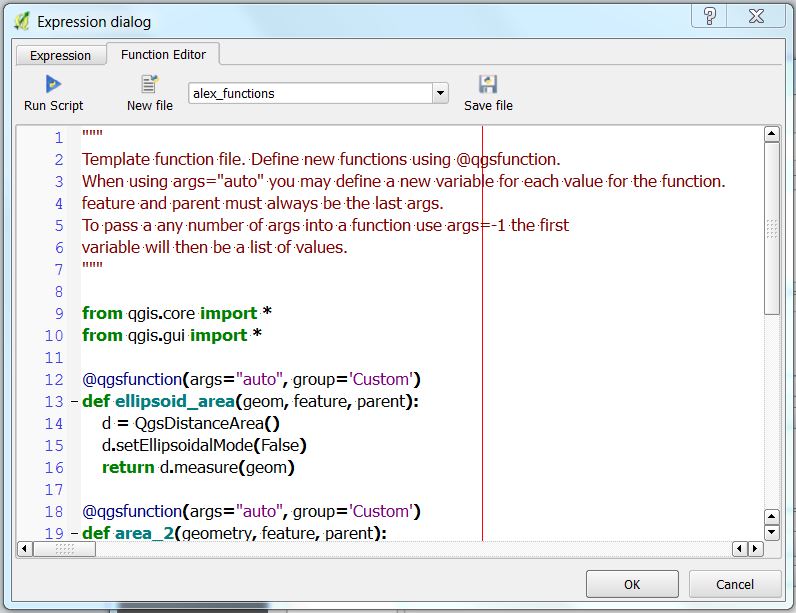 Expression dialog
Expression
Function Editor
Run Script
New file
alex_functions
Save file
1 """
2 Template function file. Define new functions using @qgsfunction.
3 When using args="auto" you may define a new variable for each value for the function.
4 feature and parent must always be the last args.
5 To pass a any number of args into a function use args=-1 the first
6 variable will then be a list of values.
7 """
8
9 from qgis.core import *
10 from qgis.gui import *
11
12 @qgsfunction(args="auto", group='Custom')
13 def ellipsoid_area(geom, feature, parent):
14     d = QgsDistanceArea()
15     d.setEllipsoidalMode(False)
16     return d.measure(geom)
17
18 @qgsfunction(args="auto", group='Custom')
19 def area_2(geometry, feature, parent):
OK
Cancel